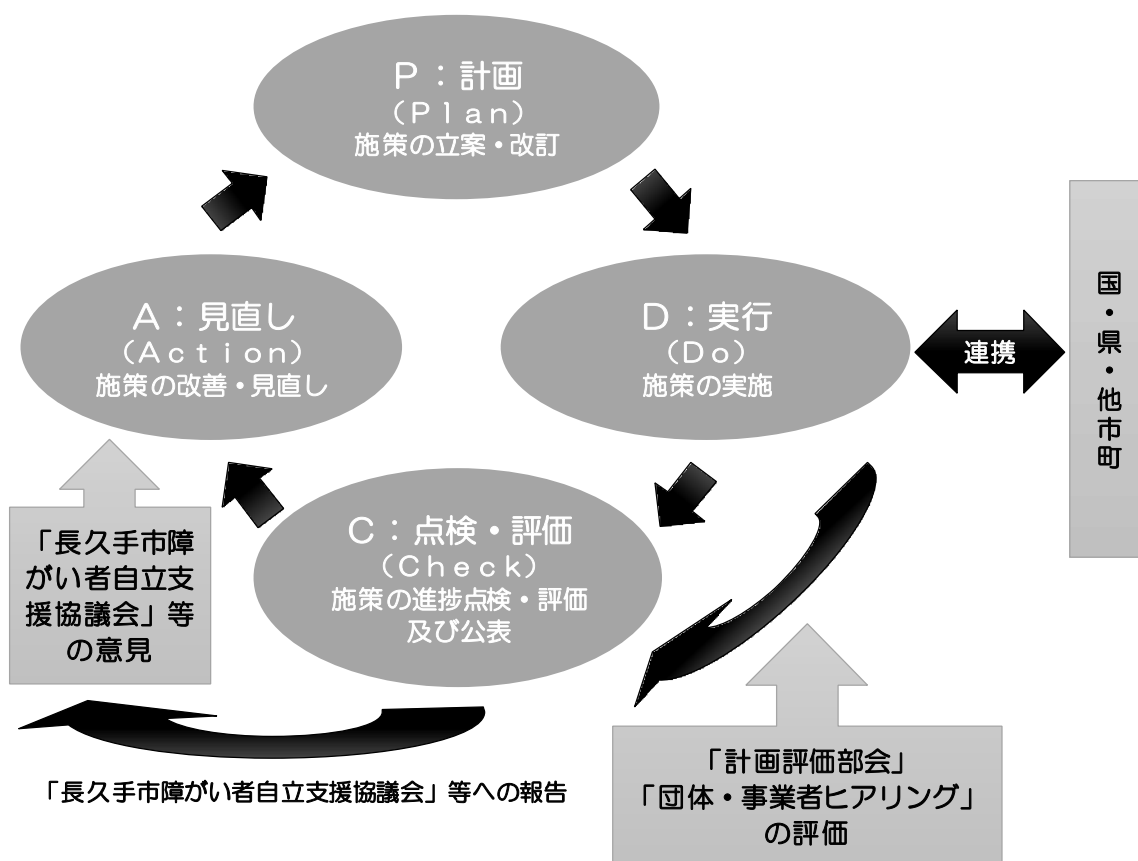 P：計画
（Plan）
施策の立案・改訂
A：見直し
（Action）
施策の改善・見直し
D：実行
（Do）
施策の実施
連携
国・県・他市町
C：点検・評価
（Check）
施策の進捗点検・評価
及び公表
「長久手市障
がい者自立支
援協議会」等
の意見
「長久手市障がい者自立支援協議会」等への報告
「計画評価部会」
「団体・事業者ヒアリング」
の評価